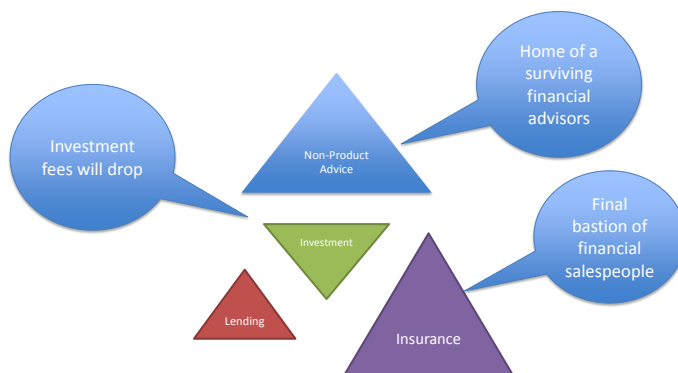 Home of a
surviving
financial
advisors
Investment
fees will drop
Non-Product
Advice
Final
bastion of
financial
salespeople
Investment
Lending
Insurance